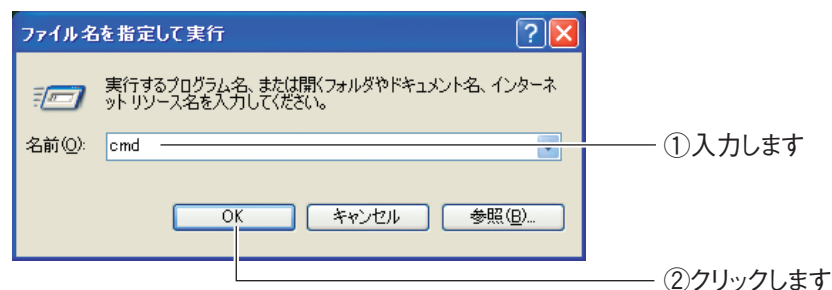 ファイル名を指定して実行
実行するプログラム名、または開くフォルダやドキュメント名、インターネ
ット リソース名を入力してください。
名前(O): cmd
①入力します
OK キャンセル 参照(B)...
②クリックします